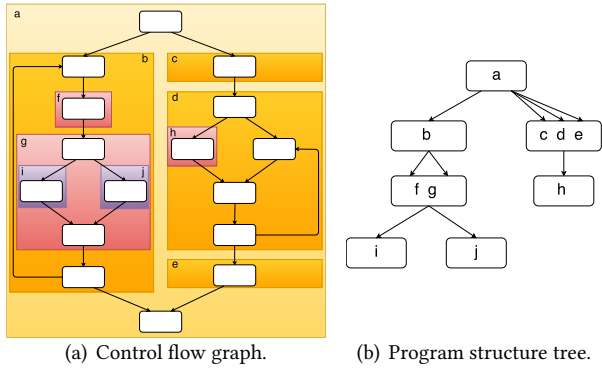 a
b
c
f
d
g
h
i
j
e
a
b
c d e
f g
h
i
j
(a) Control flow graph.
(b) Program structure tree.